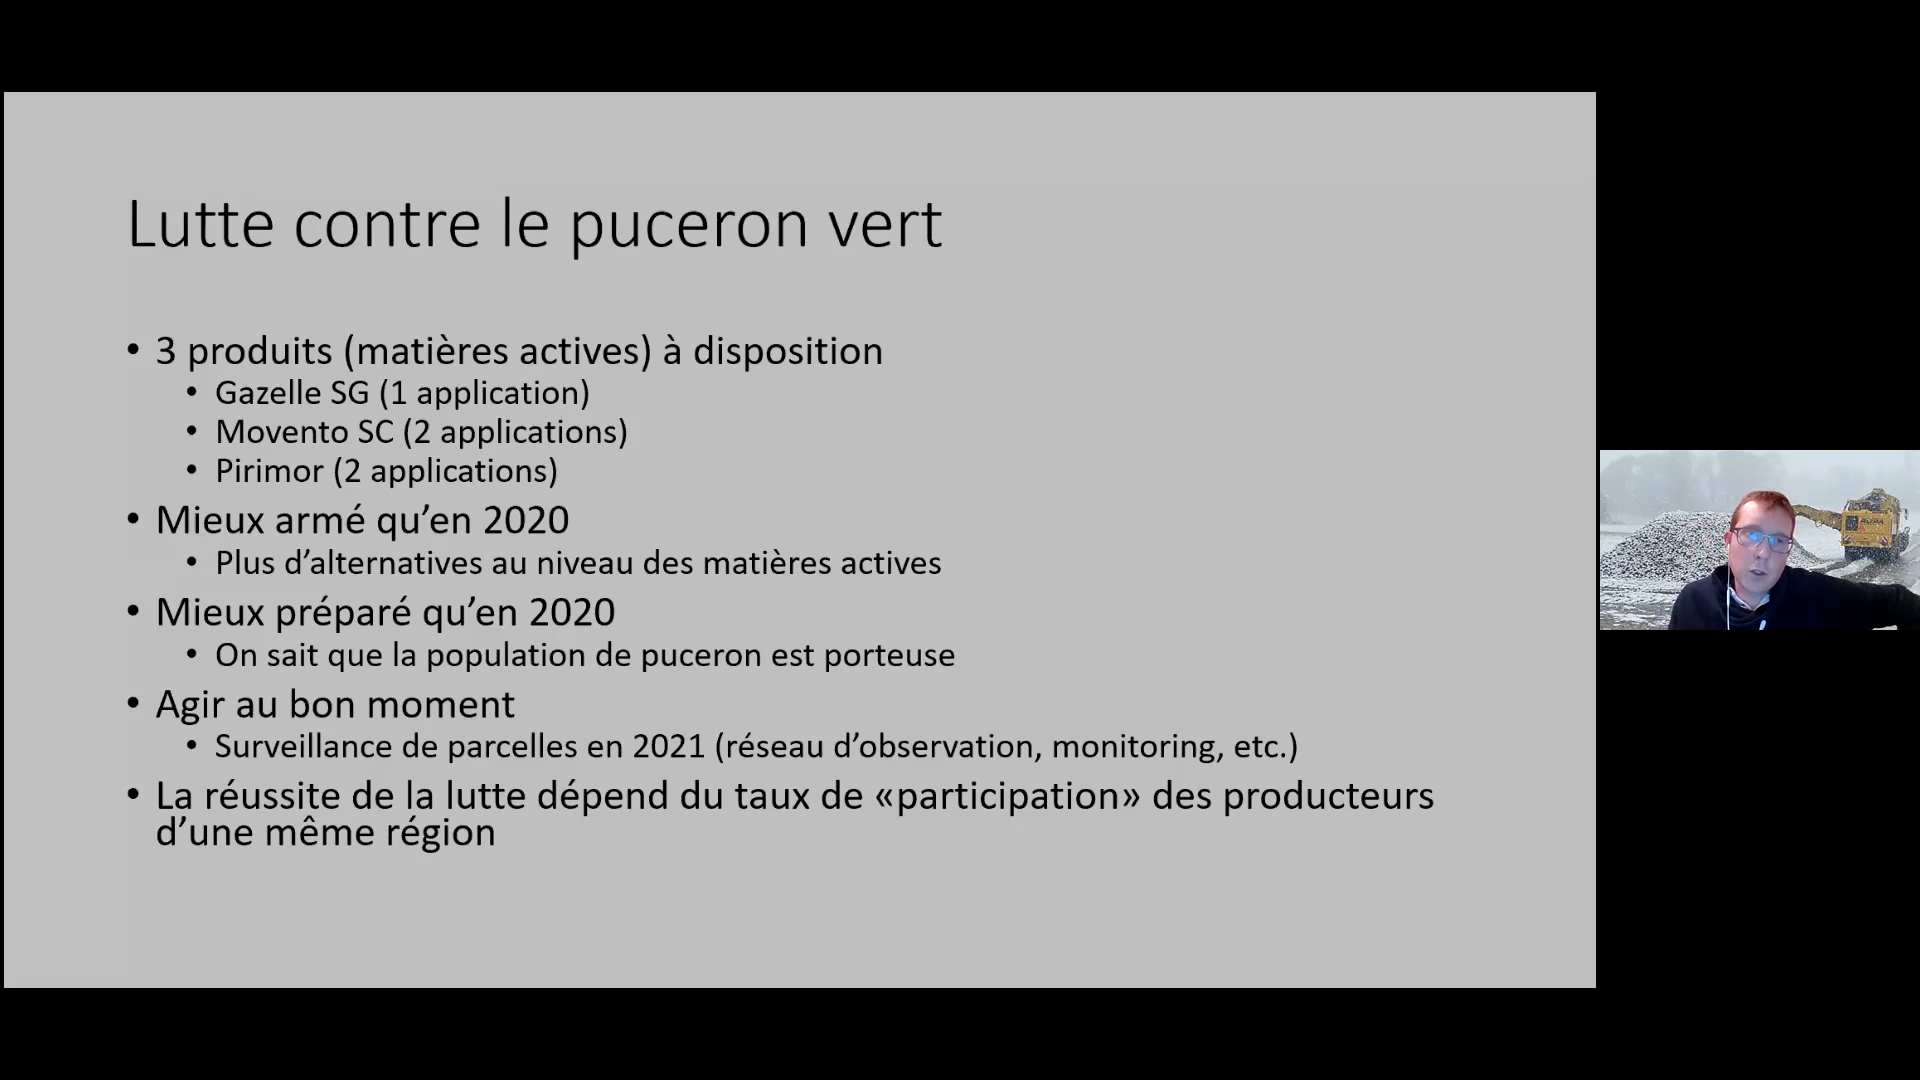 Lutte contre le puceron vert
• 3 produits (matières actives) à disposition
• Gazelle SG (1 application)
• Movento SC (2 applications)
• Pirimor (2 applications)
• Mieux armé qu’en 2020
• Plus d’alternatives au niveau des matières actives
• Mieux préparé qu’en 2020
• On sait que la population de puceron est porteuse
• Agir au bon moment
• Surveillance de parcelles en 2021 (réseau d’observation, monitoring, etc.)
• La réussite de la lutte dépend du taux de «participation» des producteurs
d’une même région